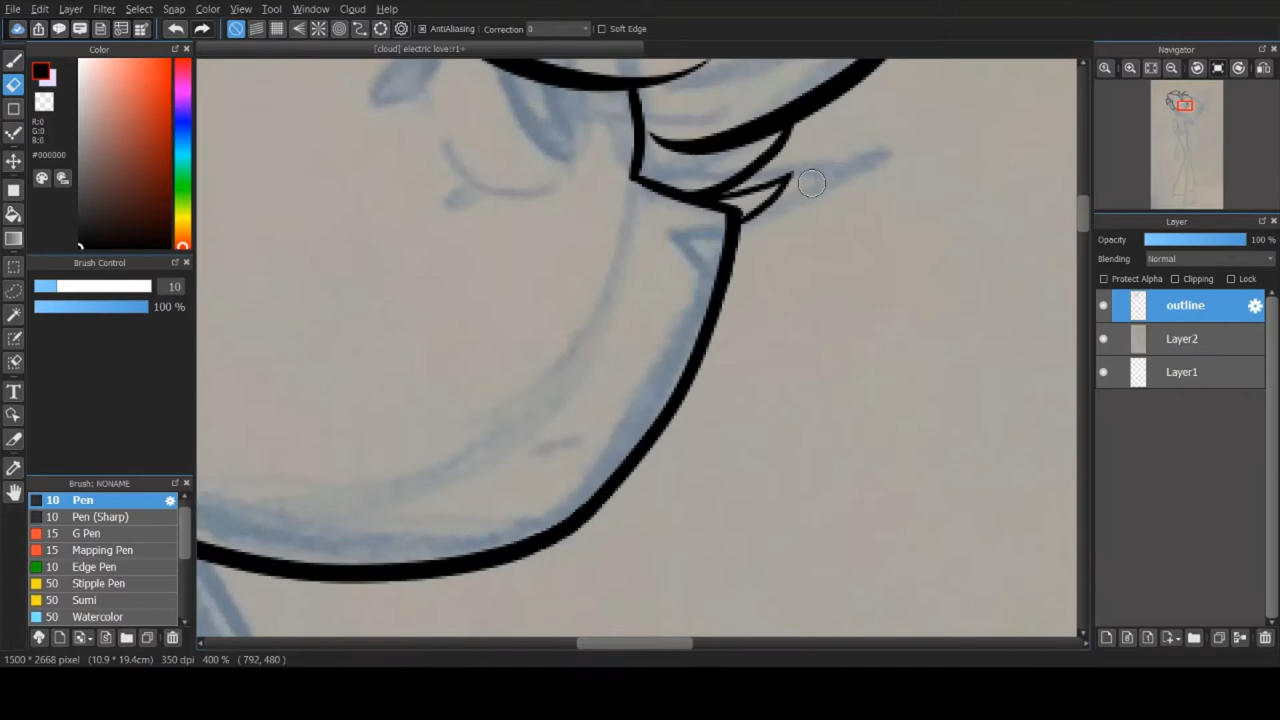 File Edit Layer Filter Select Snap Color View Tool Window Cloud Help
AntiAliasing Correction 0 Soft Edge
Color
[cloud] electric love:r1+
Navigator
R:0
G:0
B:0
#000000
Layer
Opacity 100 %
Blending Normal
Protect Alpha Clipping Lock
Brush Control
10
100 %
outline
Layer2
Layer1
T
Brush: NONAME
10 Pen
10 Pen (Sharp)
15 G Pen
15 Mapping Pen
10 Edge Pen
50 Stipple Pen
50 Sumi
50 Watercolor
1500 * 2668 pixel (10.9 * 19.4cm) 350 dpi 400 % ( 792, 480 )